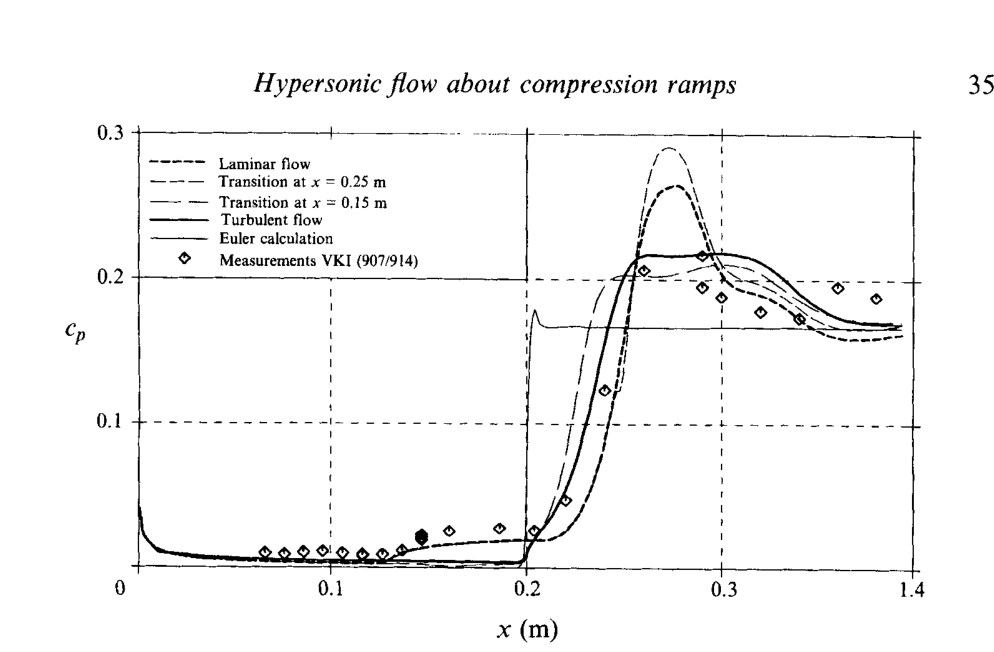 Hypersonic flow about compression ramps 35
0.3
Laminar flow
Transition at x = 0.25 m
Transition at x = 0.15 m
Turbulent flow
Euler calculation
Measurements VKI (907/914)
0.2
cp
0.1
0 0.1 0.2 0.3 1.4
x (m)